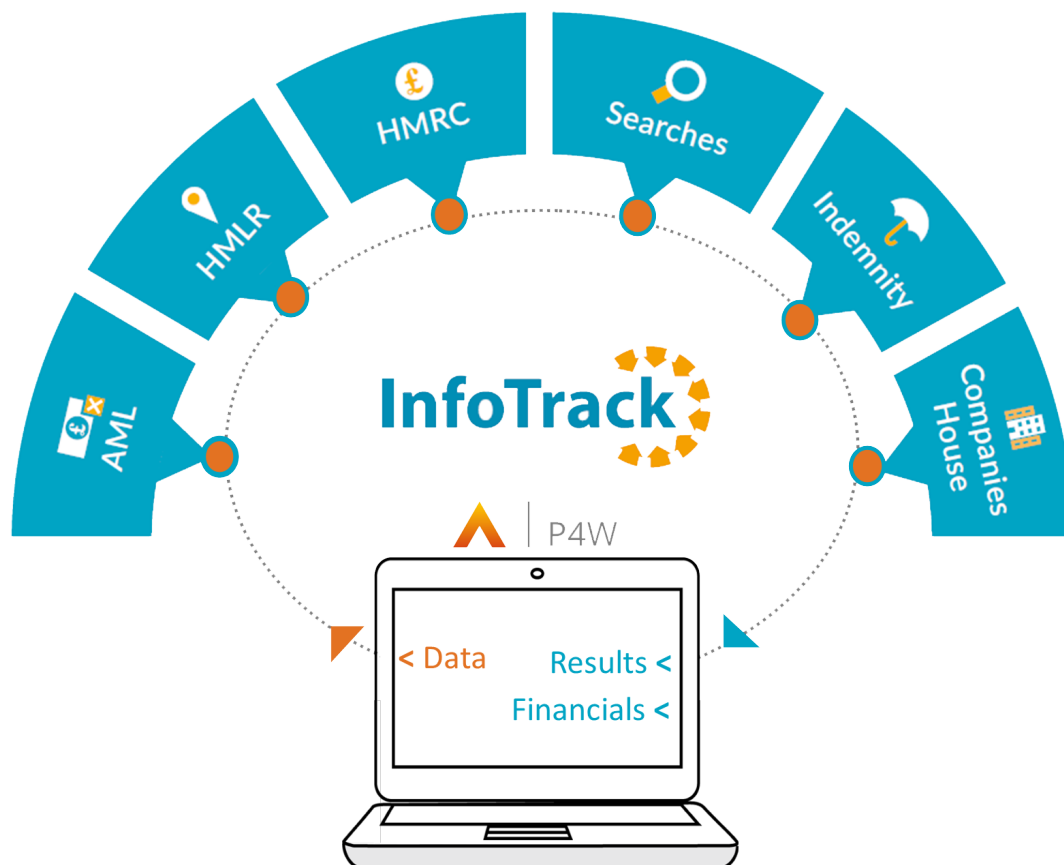 AML
HMLR
£
HMRC
Searches
Indemnity
Companies
House
£
InfoTrack
P4W
< Data
Results <
Financials <